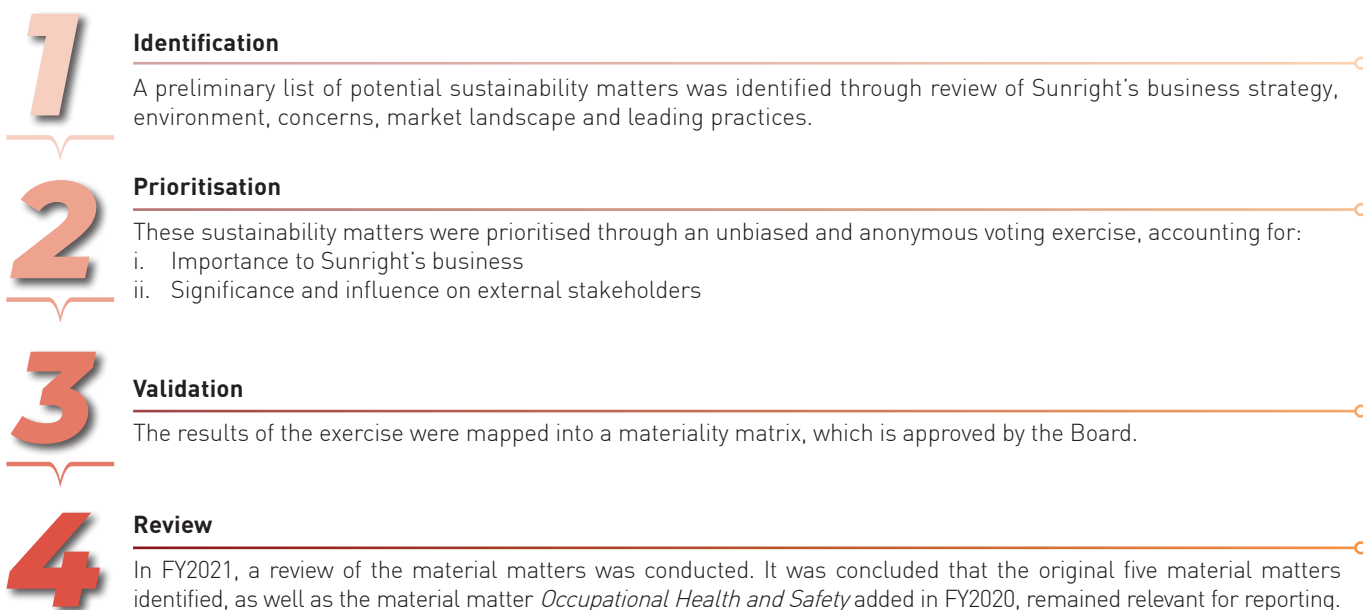 1
Identification
A preliminary list of potential sustainability matters was identified through review of Sunright's business strategy,
environment, concerns, market landscape and leading practices.
2
Prioritisation
These sustainability matters were prioritised through an unbiased and anonymous voting exercise, accounting for:
i. Importance to Sunright's business
ii. Significance and influence on external stakeholders
3
Validation
The results of the exercise were mapped into a materiality matrix, which is approved by the Board.
4
Review
In FY2021, a review of the material matters was conducted. It was concluded that the original five material matters
identified, as well as the material matter Occupational Health and Safety added in FY2020, remained relevant for reporting.